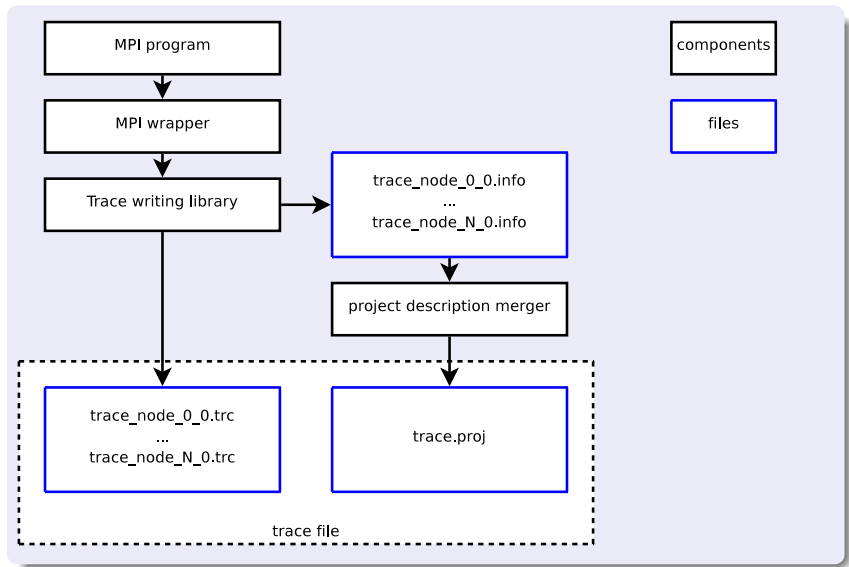 MPI program
components
MPI wrapper
files
Trace writing library
trace_node_0_0.info
...
trace_node_N_0.info
project description merger
trace_node_0_0.trc
...
trace_node_N_0.trc
trace.proj
trace file